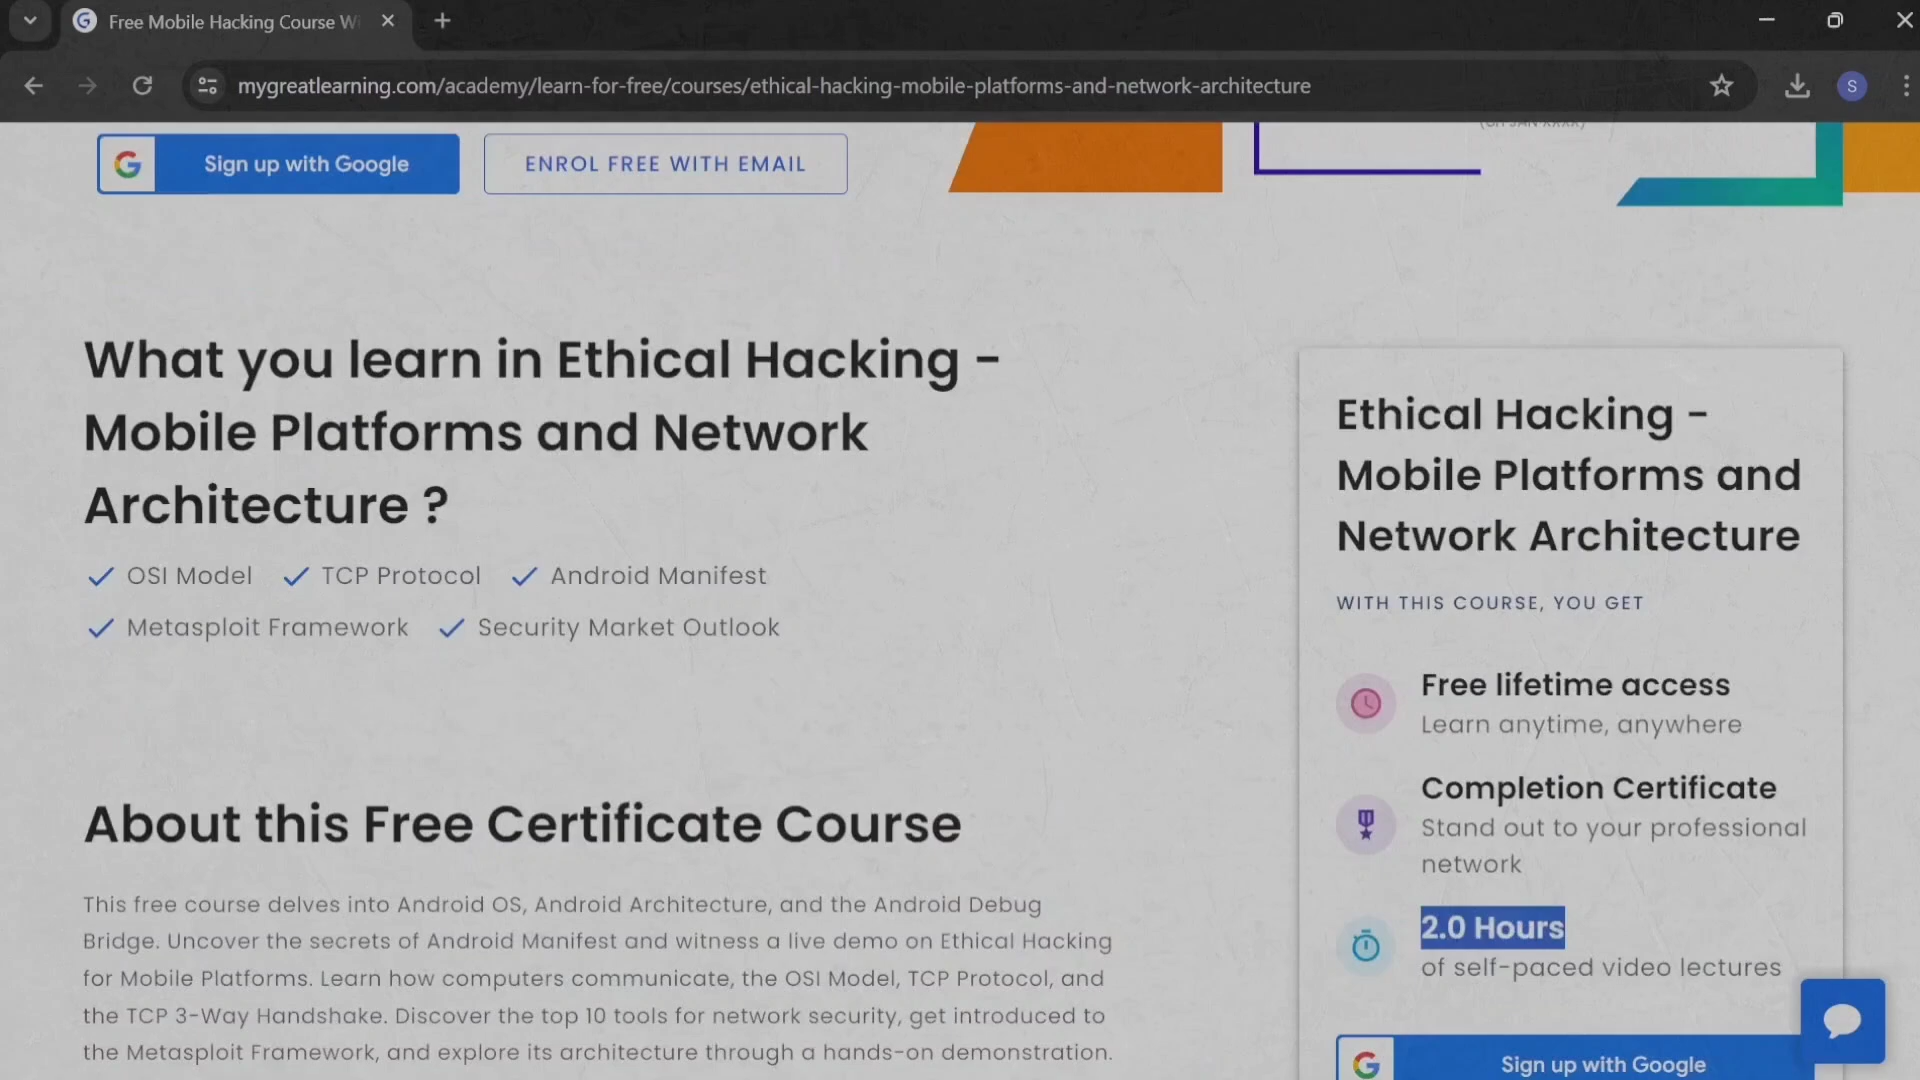 Free Mobile Hacking Course Wi
mygreatlearning.com/academy/learn-for-free/courses/ethical-hacking-mobile-platforms-and-network-architecture
S
Sign up with Google
ENROL FREE WITH EMAIL
What you learn in Ethical Hacking -
Mobile Platforms and Network
Architecture ?
OSI Model TCP Protocol Android Manifest
Metasploit Framework Security Market Outlook
About this Free Certificate Course
This free course delves into Android OS, Android Architecture, and the Android Debug
Bridge. Uncover the secrets of Android Manifest and witness a live demo on Ethical Hacking
for Mobile Platforms. Learn how computers communicate, the OSI Model, TCP Protocol, and
the TCP 3-Way Handshake. Discover the top 10 tools for network security, get introduced to
the Metasploit Framework, and explore its architecture through a hands-on demonstration.
Ethical Hacking -
Mobile Platforms and
Network Architecture
WITH THIS COURSE, YOU GET
Free lifetime access
Learn anytime, anywhere
Completion Certificate
Stand out to your professional
network
2.0 Hours
of self-paced video lectures
Sign up with Google